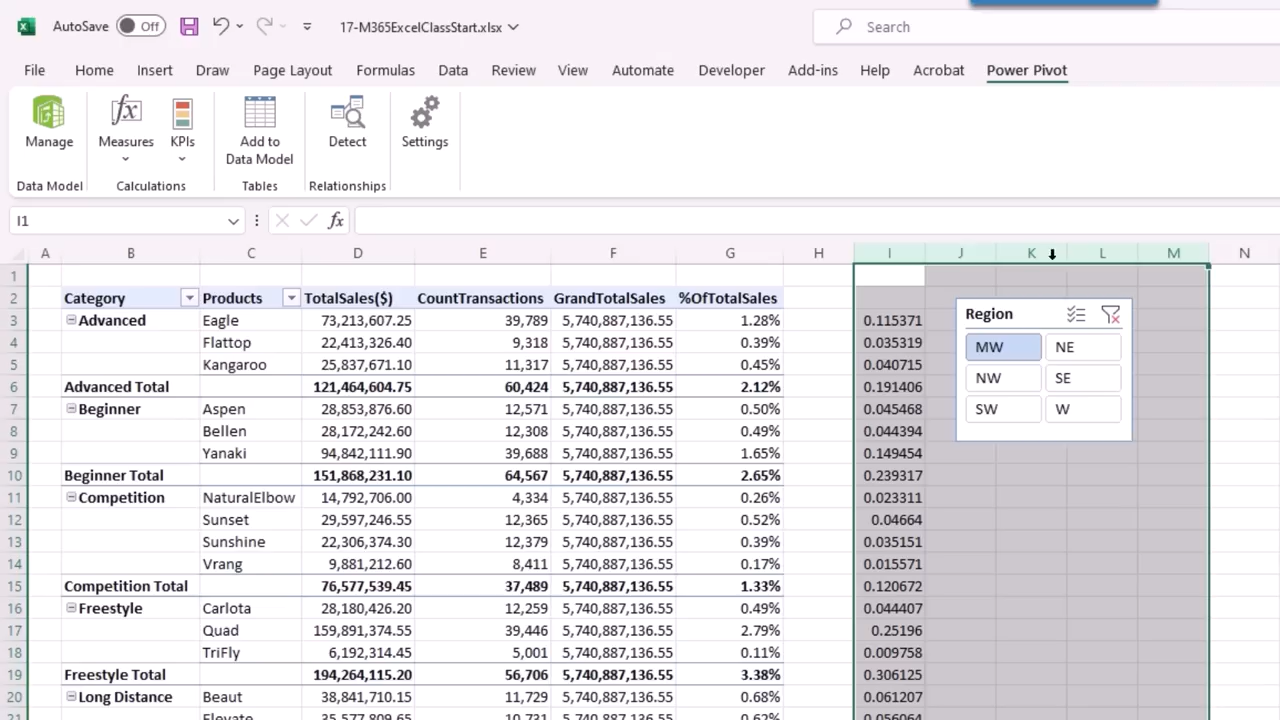 AutoSave Off 17-M365ExcelClassStart.xlsx Search
File Home Insert Draw Page Layout Formulas Data Review View Automate Developer Add-ins Help Acrobat Power Pivot
Manage Measures KPIs Add to Data Model Detect Settings
Data Model Calculations Tables Relationships
I1 fx
A B C D E F G H I J K L M N
1
2 Category Products TotalSales($) CountTransactions GrandTotalSales %OfTotalSales
3 Advanced Eagle 73,213,607.25 39,789 5,740,887,136.55 1.28% 0.115371
4 Flattop 22,413,326.40 9,318 5,740,887,136.55 0.39% 0.035319
5 Kangaroo 25,837,671.10 11,317 5,740,887,136.55 0.45% 0.040715
6 Advanced Total 121,464,604.75 60,424 5,740,887,136.55 2.12% 0.191406
7 Beginner Aspen 28,853,876.60 12,571 5,740,887,136.55 0.50% 0.045468
8 Bellen 28,172,242.60 12,308 5,740,887,136.55 0.49% 0.044394
9 Yanaki 94,842,111.90 39,688 5,740,887,136.55 1.65% 0.149454
10 Beginner Total 151,868,231.10 64,567 5,740,887,136.55 2.65% 0.239317
11 Competition NaturalElbow 14,792,706.00 4,334 5,740,887,136.55 0.26% 0.023311
12 Sunset 29,597,246.55 12,365 5,740,887,136.55 0.52% 0.04664
13 Sunshine 22,306,374.30 12,379 5,740,887,136.55 0.39% 0.035151
14 Vrang 9,881,212.60 8,411 5,740,887,136.55 0.17% 0.015571
15 Competition Total 76,577,539.45 37,489 5,740,887,136.55 1.33% 0.120672
16 Freestyle Carlota 28,180,426.20 12,259 5,740,887,136.55 0.49% 0.044407
17 Quad 159,891,374.55 39,446 5,740,887,136.55 2.79% 0.25196
18 TriFly 6,192,314.45 5,001 5,740,887,136.55 0.11% 0.009758
19 Freestyle Total 194,264,115.20 56,706 5,740,887,136.55 3.38% 0.306125
20 Long Distance Beaut 38,841,710.15 11,729 5,740,887,136.55 0.68% 0.061207
Elevate 35,577,809.65 10,731 5,740,887,136.55 0.62% 0.056064
Region
MW NE
NW SE
SW W